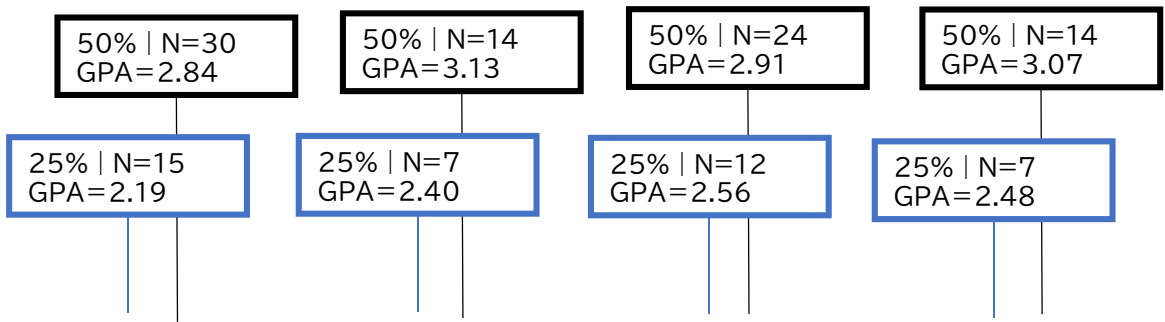 50% | N=30
GPA=2.84
50% | N=14
GPA=3.13
50% | N=24
GPA=2.91
50% | N=14
GPA=3.07
25% | N=15
GPA=2.19
25% | N=7
GPA=2.40
25% | N=12
GPA=2.56
25% | N=7
GPA=2.48